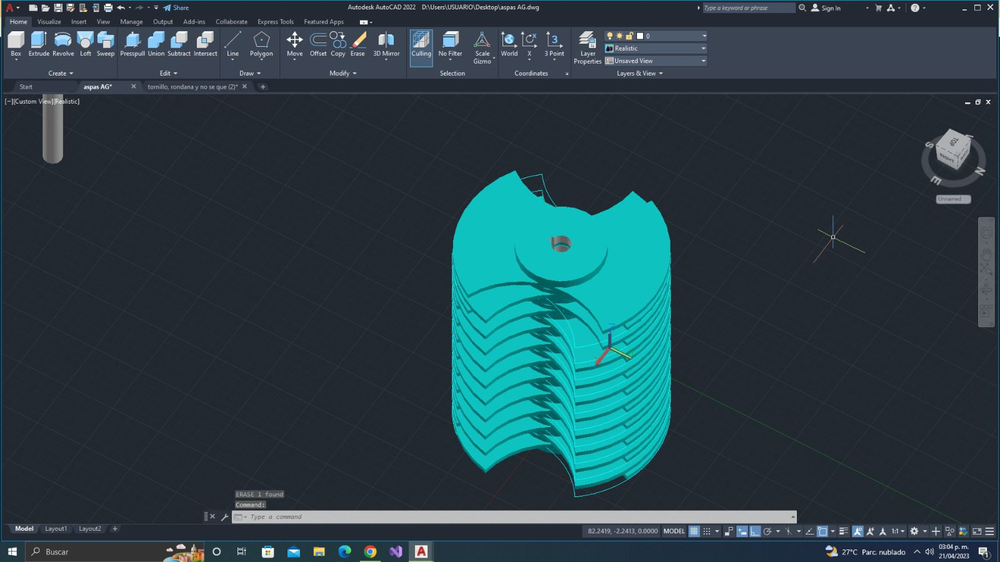 Share
Autodesk AutoCAD 2022 D:\Users\USUARIO\Desktop\aspas AG.dwg
Type a keyword or phrase
Sign In
Home Visualize Insert View Manage Output Add-ins Collaborate Express Tools Featured Apps
Box Extrude Revolve Loft Sweep Presspull Union Subtract Intersect Line Polygon Move Offset Copy Erase 3D Mirror Culling No Filter Scale Gizmo World X 3 Point Layer Properties
0
Realistic
Unsaved View
Create Edit Draw Modify Selection Coordinates Layers & View
Start aspas AG* tornillo, rondana y no se que (2)*
[−][Custom View][Realistic]
TOP
RIGHT
S
N
E
Unnamed
Z
ERASE 1 found
Command:
Type a command
Model Layout1 Layout2 +
82.2419, -2.2413, 0.0000 MODEL 1:1
Buscar
27°C Parc. nublado
03:04 p. m.
21/04/2023
1